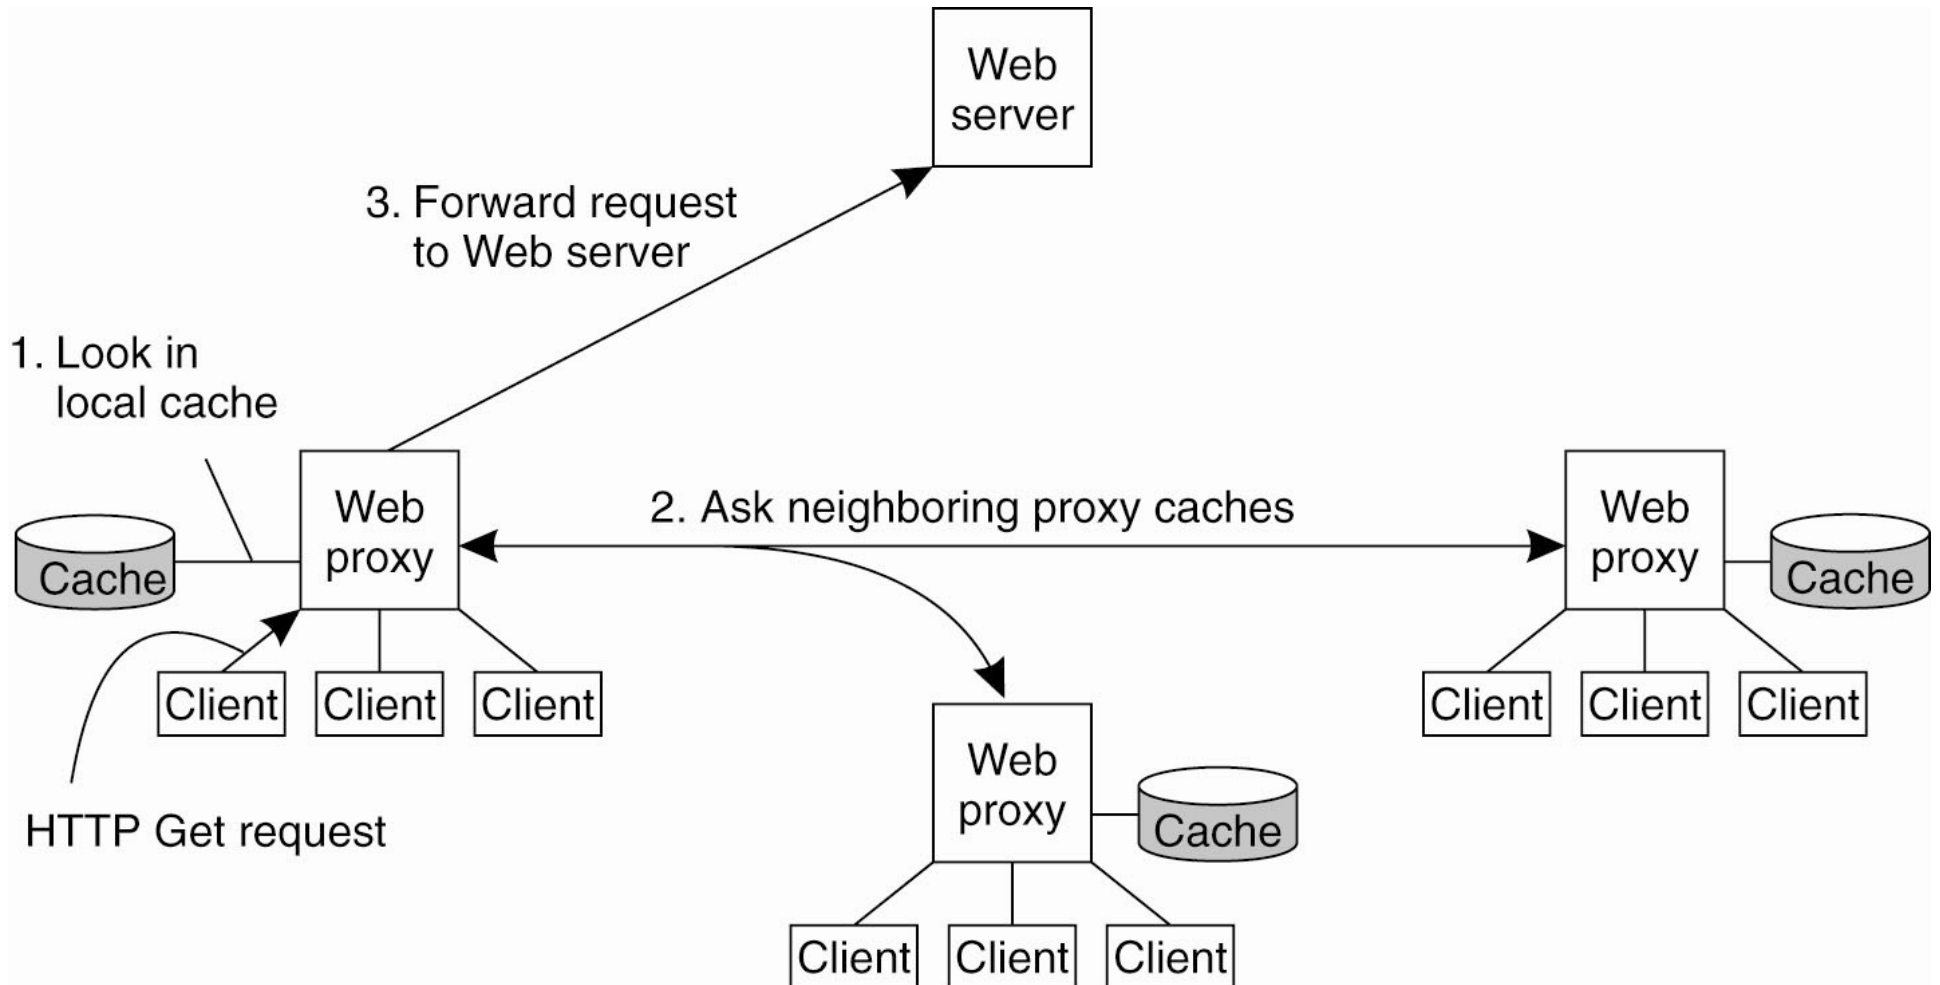 Web
server
3. Forward request
to Web server
1. Look in
local cache
Web
proxy
2. Ask neighboring proxy caches
Web
proxy
Cache
Cache
Client
Client
Client
Client
Client
Client
Web
proxy
Cache
HTTP Get request
Client
Client
Client